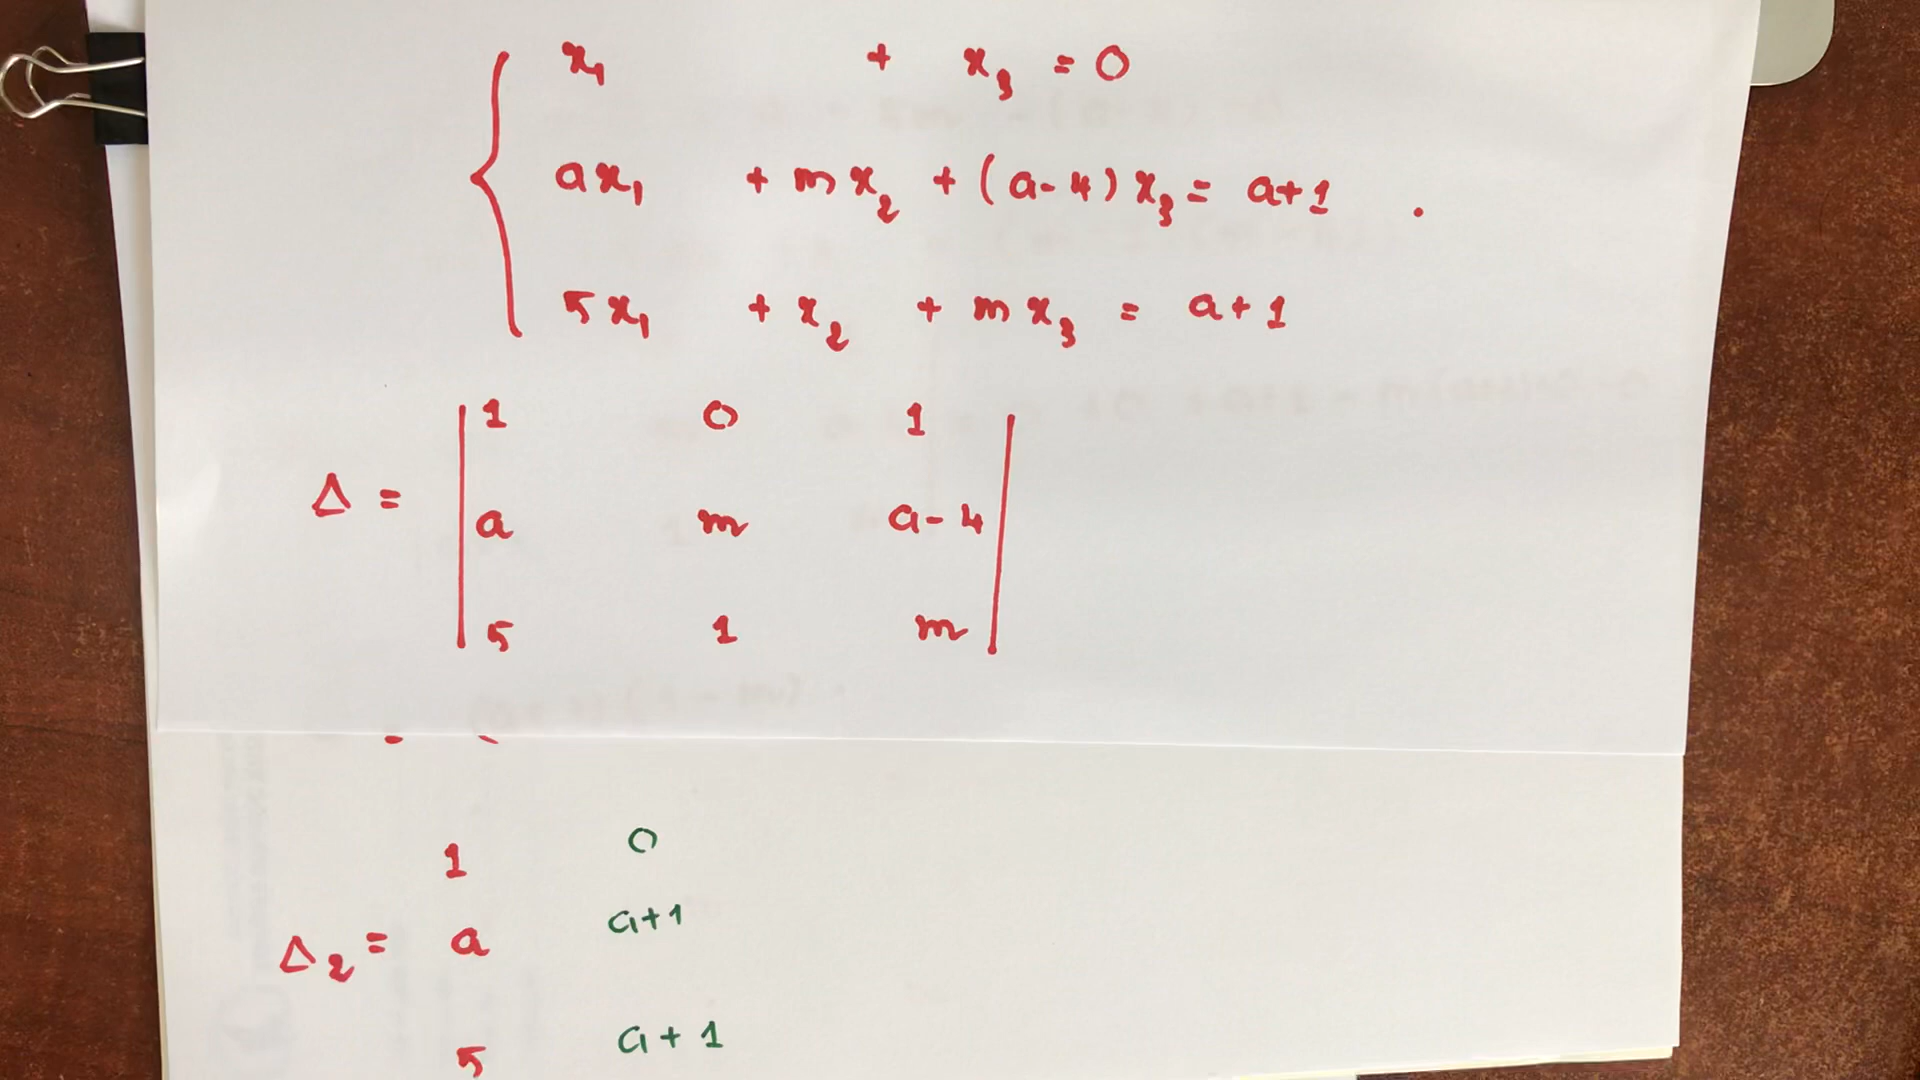 x₁ + x₃ = 0
ax₁ + mx₂ + (a-4)x₃ = a+1 .
5x₁ + x₂ + mx₃ = a+1
1 0 1
Δ = a m a-4
5 1 m
1 0
Δ₂ = a a+1
5 a+1